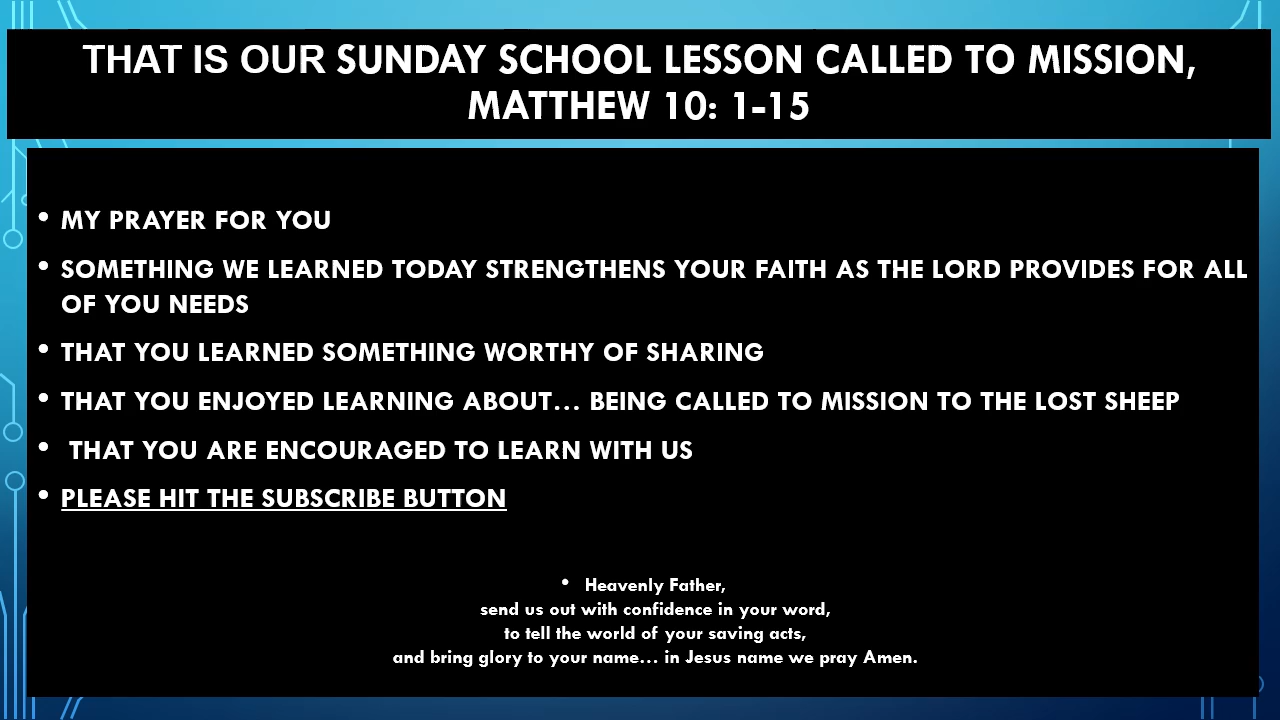 THAT IS OUR SUNDAY SCHOOL LESSON CALLED TO MISSION,
MATTHEW 10: 1-15
• MY PRAYER FOR YOU
• SOMETHING WE LEARNED TODAY STRENGTHENS YOUR FAITH AS THE LORD PROVIDES FOR ALL
OF YOU NEEDS
• THAT YOU LEARNED SOMETHING WORTHY OF SHARING
• THAT YOU ENJOYED LEARNING ABOUT... BEING CALLED TO MISSION TO THE LOST SHEEP
• THAT YOU ARE ENCOURAGED TO LEARN WITH US
• PLEASE HIT THE SUBSCRIBE BUTTON
• Heavenly Father,
send us out with confidence in your word,
to tell the world of your saving acts,
and bring glory to your name... in Jesus name we pray Amen.